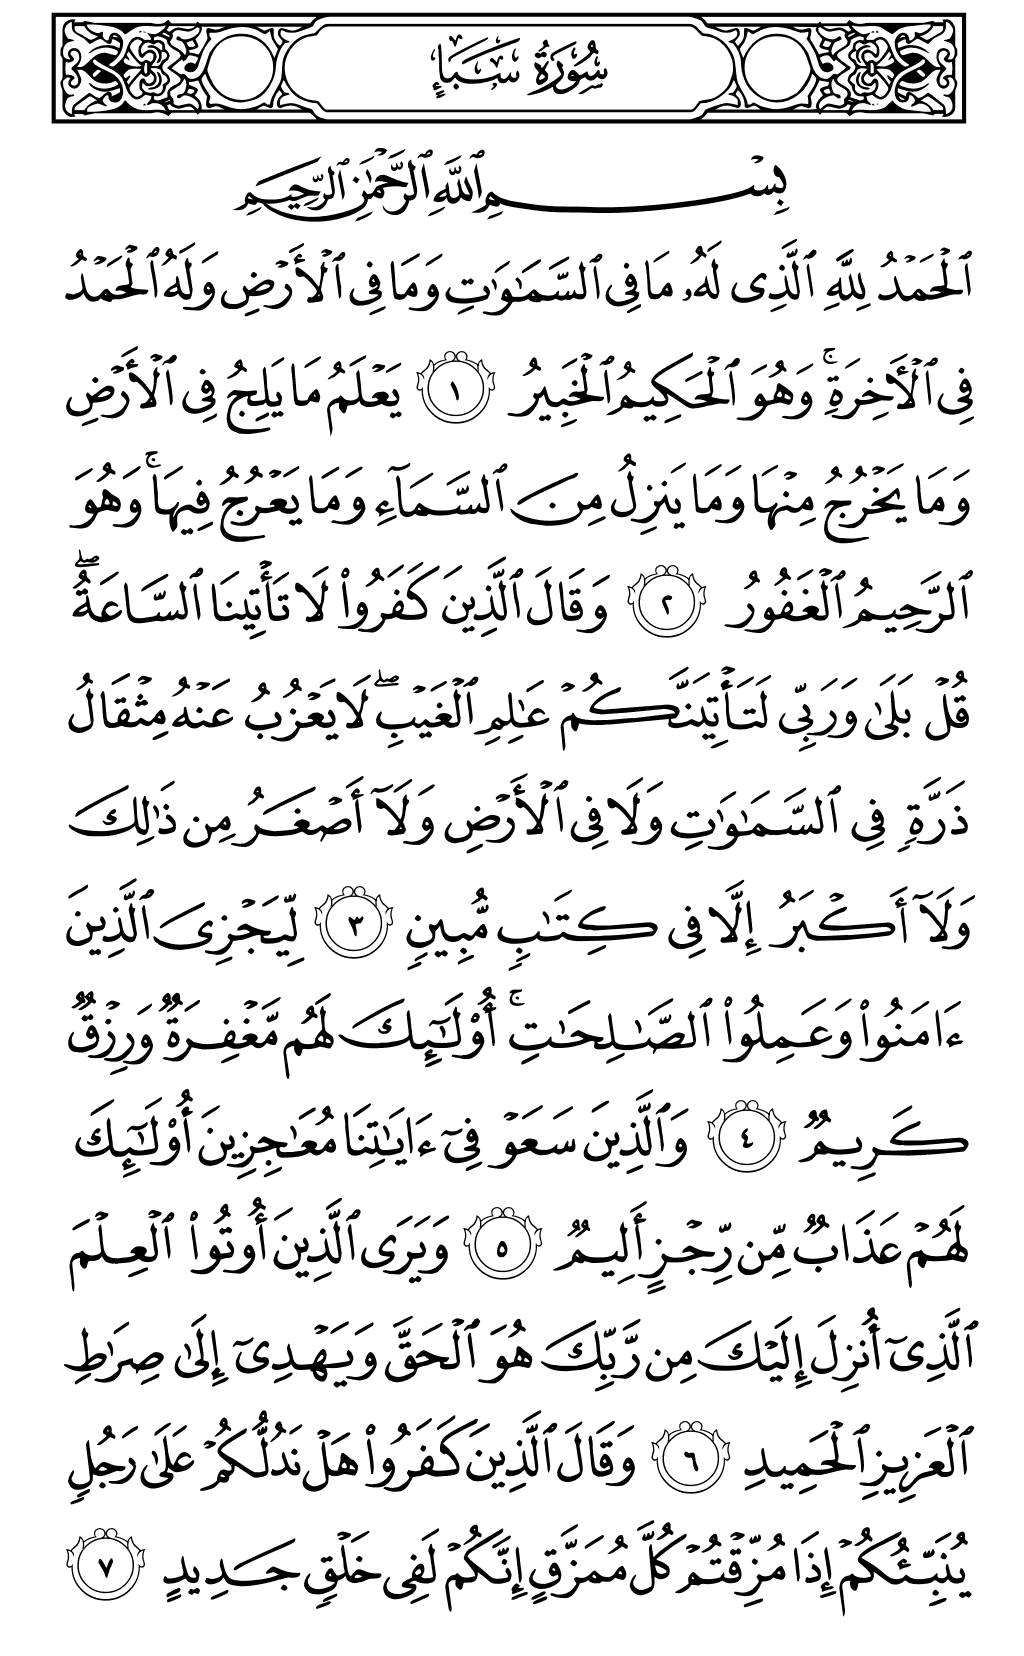 سُورَةُ سَبَإٍ
بِسْمِ ٱللَّهِ ٱلرَّحْمَٰنِ ٱلرَّحِيمِ
ٱلْحَمْدُ لِلَّهِ ٱلَّذِى لَهُۥ مَا فِى ٱلسَّمَٰوَٰتِ وَمَا فِى ٱلْأَرْضِ وَلَهُ ٱلْحَمْدُ
فِى ٱلْأَخِرَةِ ۚ وَهُوَ ٱلْحَكِيمُ ٱلْخَبِيرُ ١ يَعْلَمُ مَا يَلِجُ فِى ٱلْأَرْضِ
وَمَا يَخْرُجُ مِنْهَا وَمَا يَنزِلُ مِنَ ٱلسَّمَآءِ وَمَا يَعْرُجُ فِيهَا ۚ وَهُوَ
ٱلرَّحِيمُ ٱلْغَفُورُ ٢ وَقَالَ ٱلَّذِينَ كَفَرُوا۟ لَا تَأْتِينَا ٱلسَّاعَةُ ۖ
قُلْ بَلَىٰ وَرَبِّى لَتَأْتِيَنَّكُمْ عَٰلِمِ ٱلْغَيْبِ ۖ لَا يَعْزُبُ عَنْهُ مِثْقَالُ
ذَرَّةٍ فِى ٱلسَّمَٰوَٰتِ وَلَا فِى ٱلْأَرْضِ وَلَآ أَصْغَرُ مِن ذَٰلِكَ
وَلَآ أَكْبَرُ إِلَّا فِى كِتَٰبٍ مُّبِينٍ ٣ لِّيَجْزِىَ ٱلَّذِينَ
ءَامَنُوا۟ وَعَمِلُوا۟ ٱلصَّٰلِحَٰتِ ۚ أُو۟لَٰٓئِكَ لَهُم مَّغْفِرَةٌ وَرِزْقٌ
كَرِيمٌ ٤ وَٱلَّذِينَ سَعَوْ فِىٓ ءَايَٰتِنَا مُعَٰجِزِينَ أُو۟لَٰٓئِكَ
لَهُمْ عَذَابٌ مِّن رِّجْزٍ أَلِيمٌ ٥ وَيَرَى ٱلَّذِينَ أُوتُوا۟ ٱلْعِلْمَ
ٱلَّذِىٓ أُنزِلَ إِلَيْكَ مِن رَّبِّكَ هُوَ ٱلْحَقَّ وَيَهْدِىٓ إِلَىٰ صِرَٰطِ
ٱلْعَزِيزِ ٱلْحَمِيدِ ٦ وَقَالَ ٱلَّذِينَ كَفَرُوا۟ هَلْ نَدُلُّكُمْ عَلَىٰ رَجُلٍ
يُنَبِّئُكُمْ إِذَا مُزِّقْتُمْ كُلَّ مُمَزَّقٍ إِنَّكُمْ لَفِى خَلْقٍ جَدِيدٍ ٧